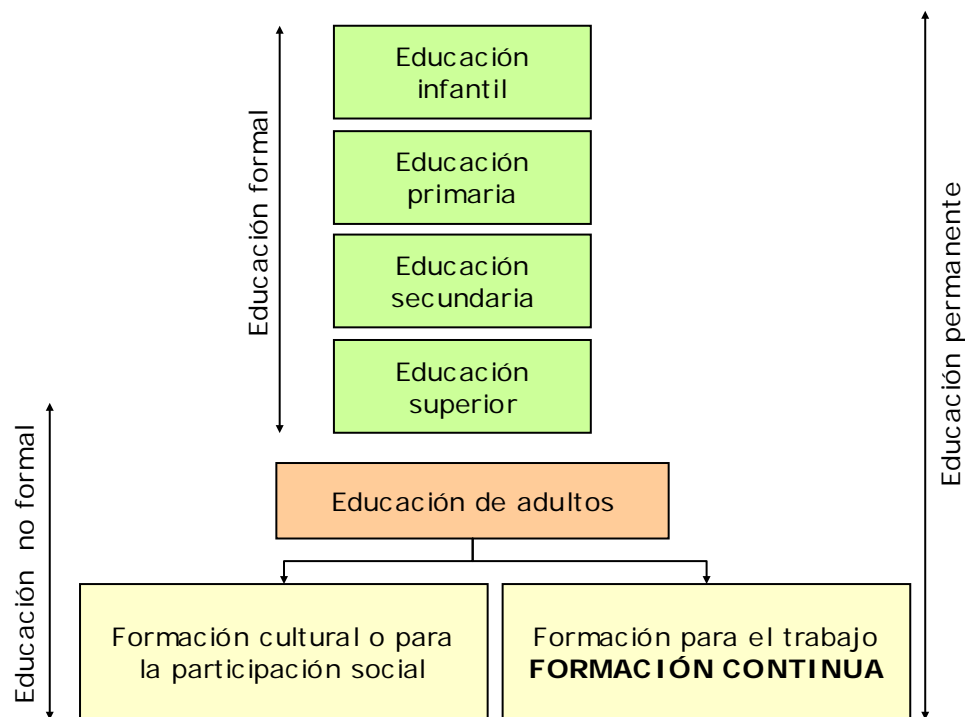 Educación
infantil
Educación
primaria
Educación
secundaria
Educación
superior
Educación formal
Educación permanente
Educación no formal
Educación de adultos
Formación cultural o para
la participación social
Formación para el trabajo
FORMACIÓN CONTINUA